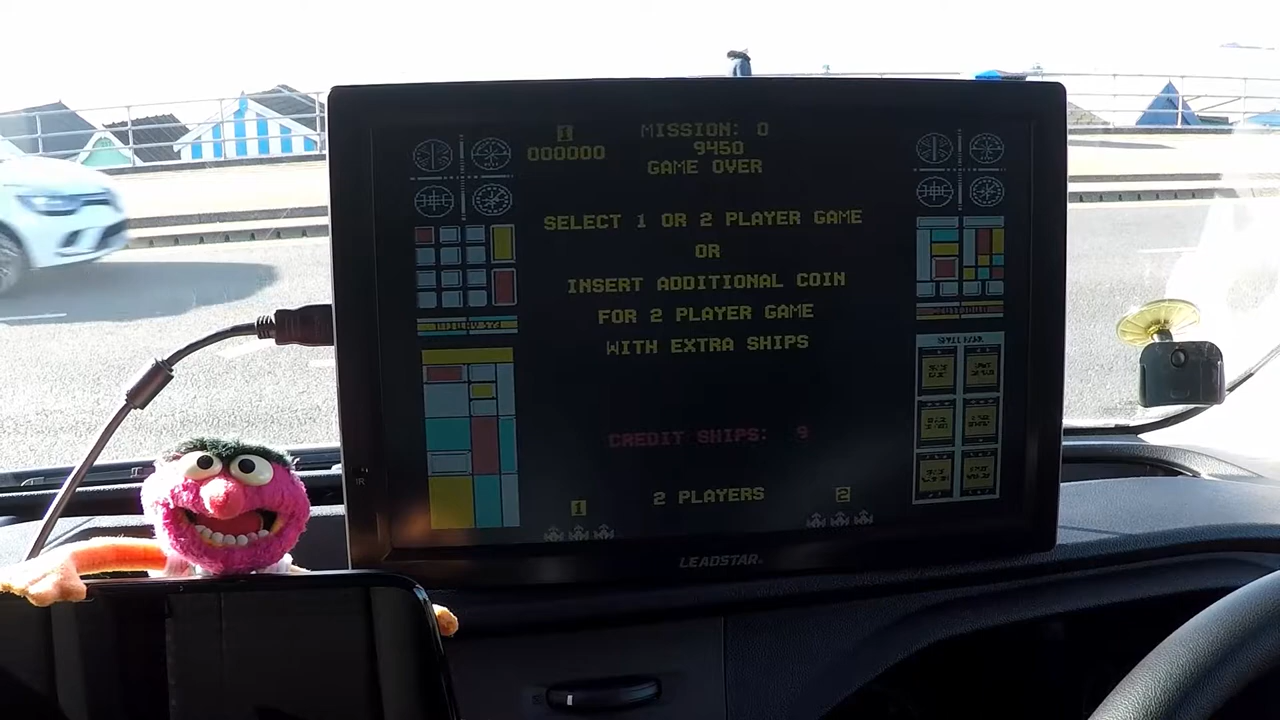 MISSION: 0
1
9450
000000
GAME OVER
SELECT 1 OR 2 PLAYER GAME
OR
INSERT ADDITIONAL COIN
FOR 2 PLAYER GAME
WITH EXTRA SHIPS
CREDIT SHIPS: 9
2 PLAYERS
1
2
IR
LEADSTAR